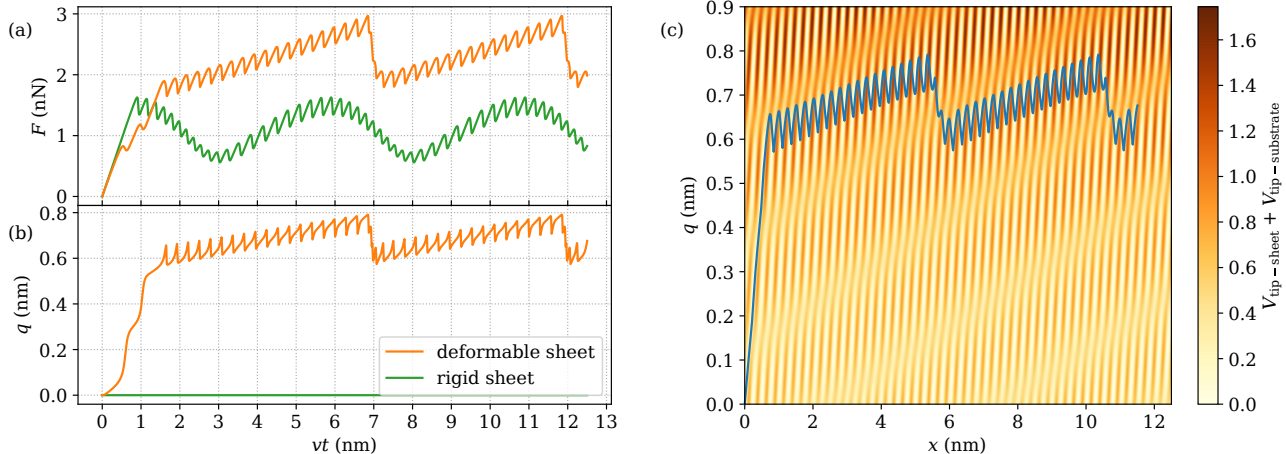 (a)
3
2
1
0
F (nN)
(b)
0.8
0.6
0.4
0.2
0.0
q (nm)
deformable sheet
rigid sheet
0 1 2 3 4 5 6 7 8 9 10 11 12 13
vt (nm)
(c)
0.9
0.8
0.7
0.6
0.5
0.4
0.3
0.2
0.1
0.0
q (nm)
0 2 4 6 8 10 12
x (nm)
1.6
1.4
1.2
1.0
0.8
0.6
0.4
0.2
0.0
V_tip−sheet + V_tip−substrate